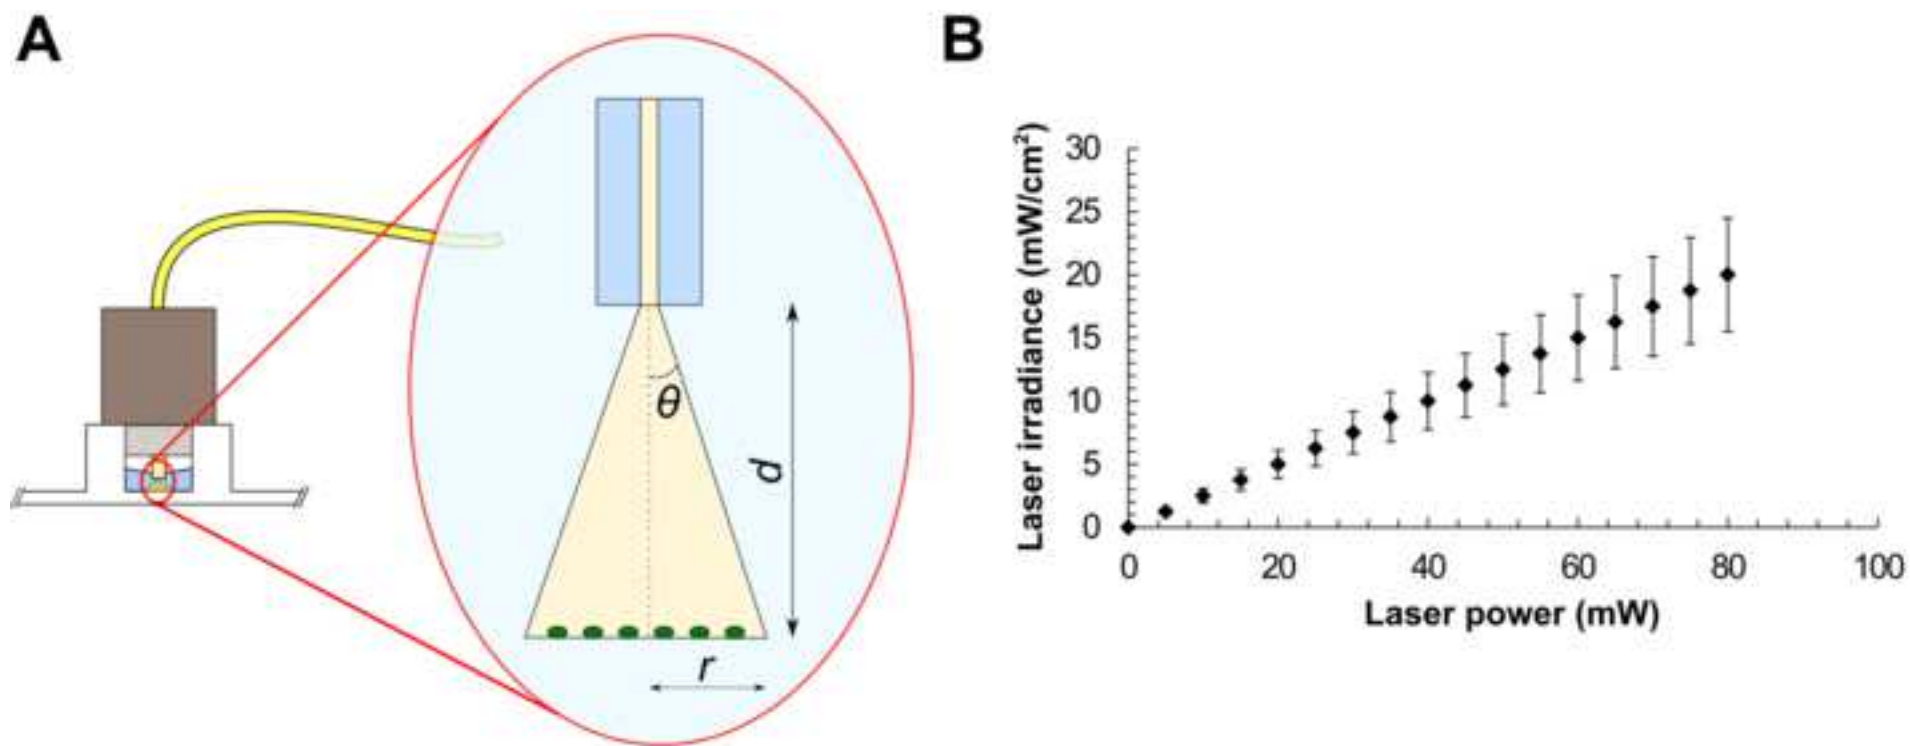 A
B
θ
d
r
Laser irradiance (mW/cm²)
30
25
20
15
10
5
0
0 20 40 60 80 100
Laser power (mW)